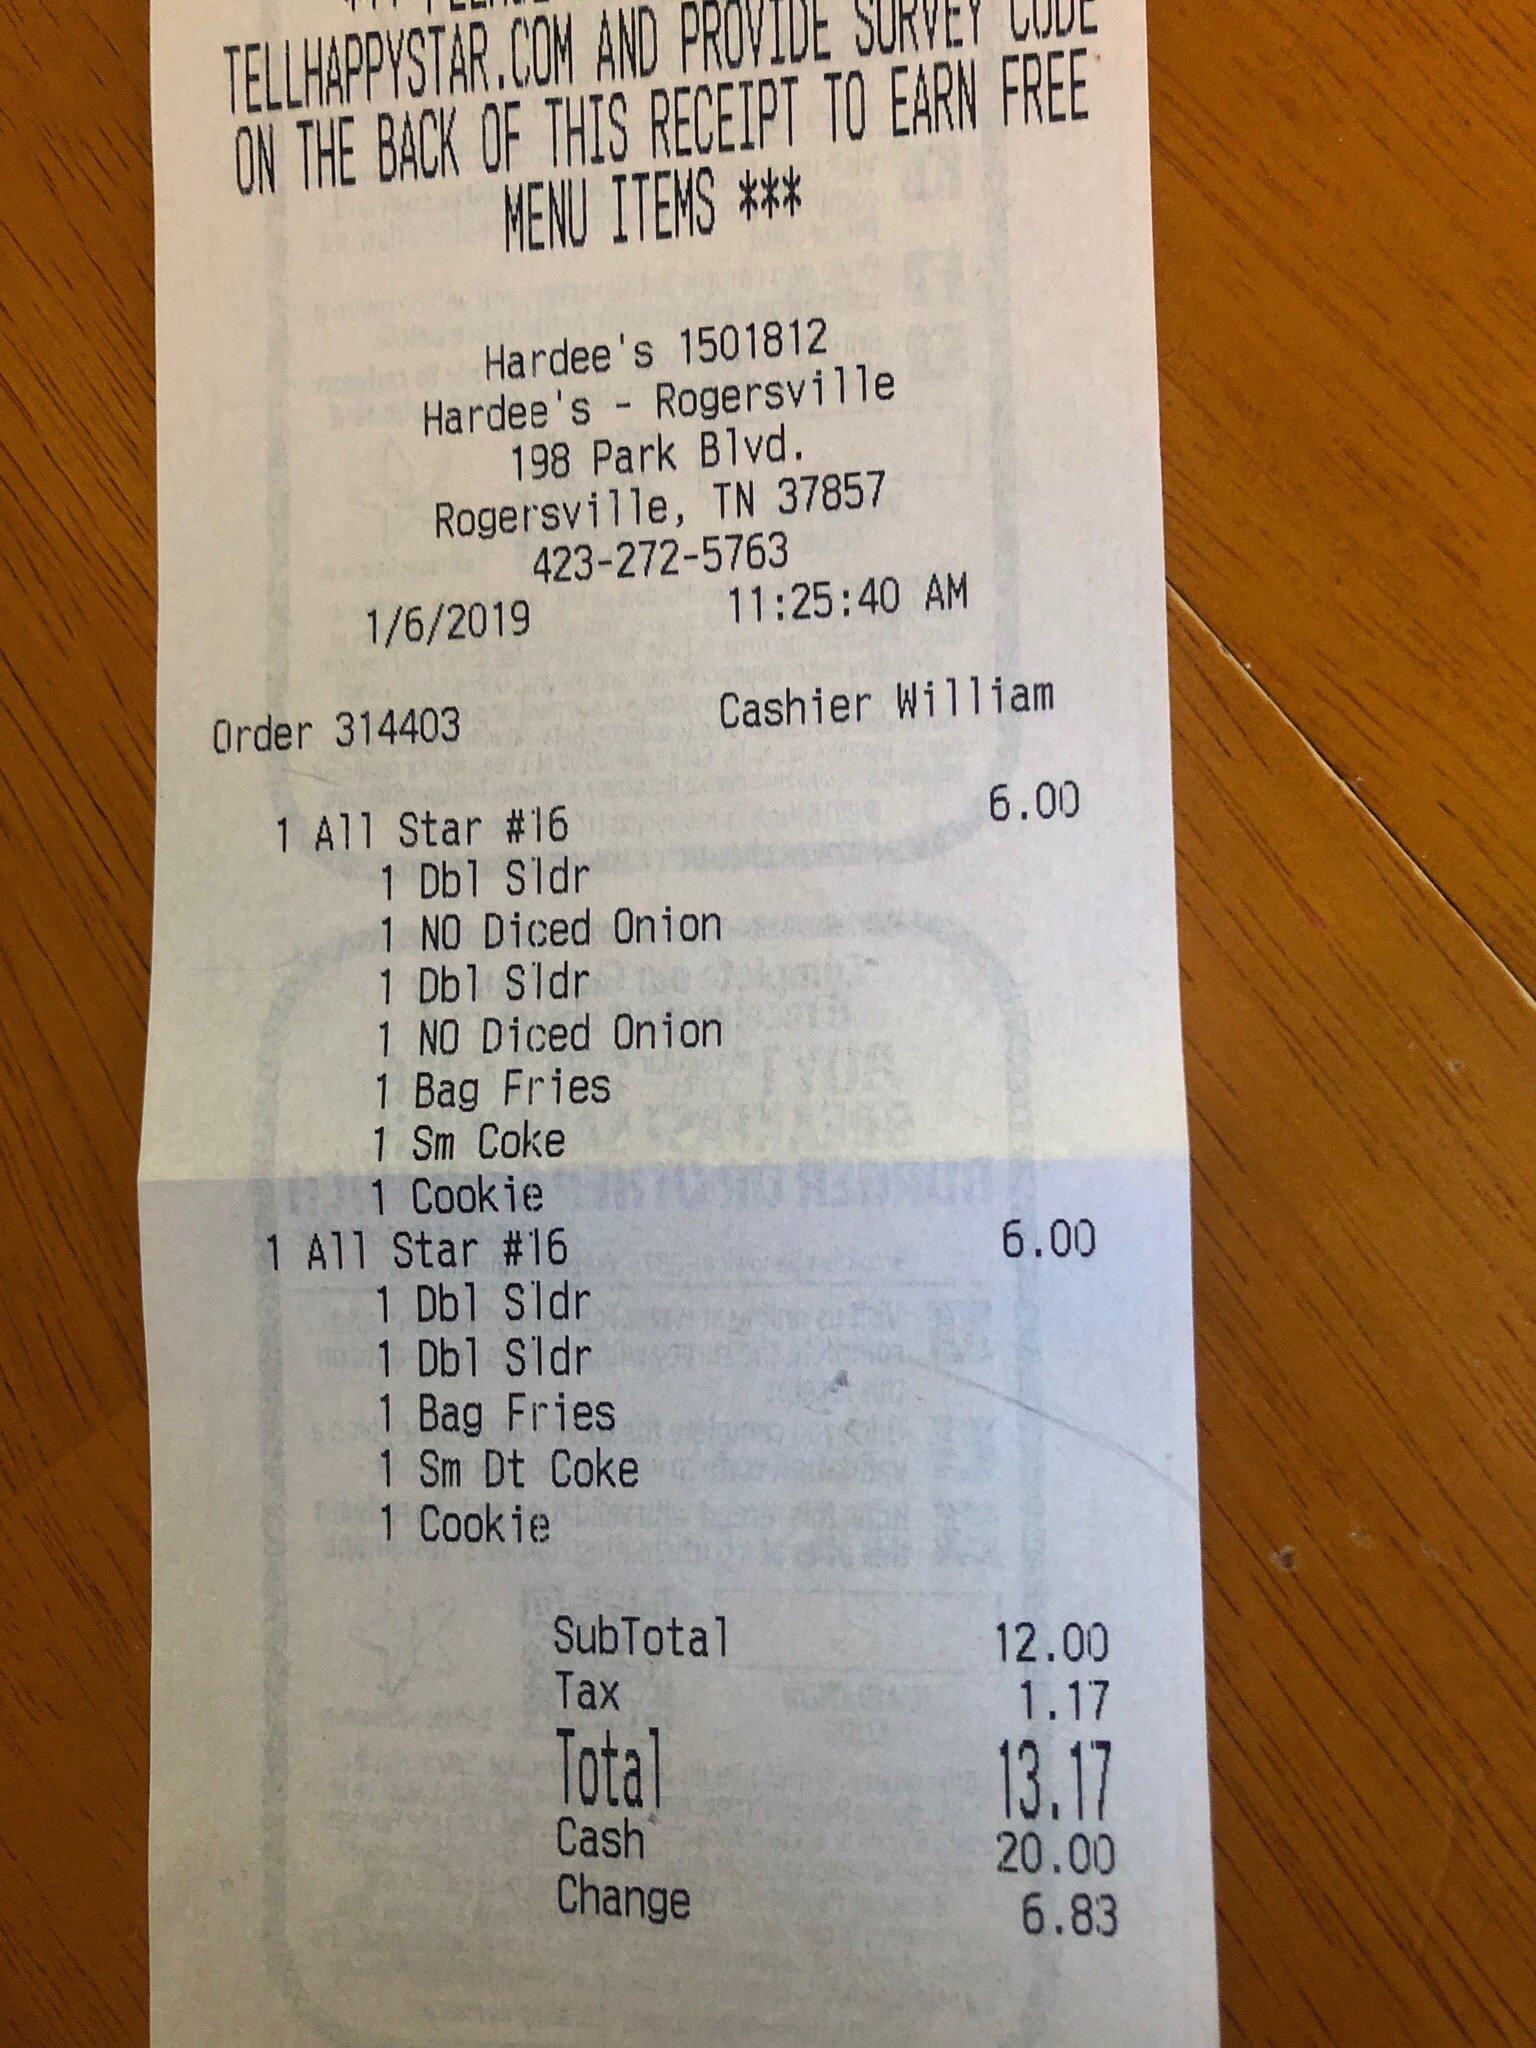 TELLHAPPYSTAR.COM AND PROVIDE SURVEY CODE
ON THE BACK OF THIS RECEIPT TO EARN FREE
MENU ITEMS ***
Hardee's 1501812
Hardee's - Rogersville
198 Park Blvd.
Rogersville, TN 37857
423-272-5763
1/6/2019 11:25:40 AM
Order 314403 Cashier William
1 All Star #16 6.00
1 Dbl Sldr
1 NO Diced Onion
1 Dbl Sldr
1 NO Diced Onion
1 Bag Fries
1 Sm Coke
1 Cookie
1 All Star #16 6.00
1 Dbl Sldr
1 Dbl Sldr
1 Bag Fries
1 Sm Dt Coke
1 Cookie
SubTotal 12.00
Tax 1.17
Total 13.17
Cash 20.00
Change 6.83